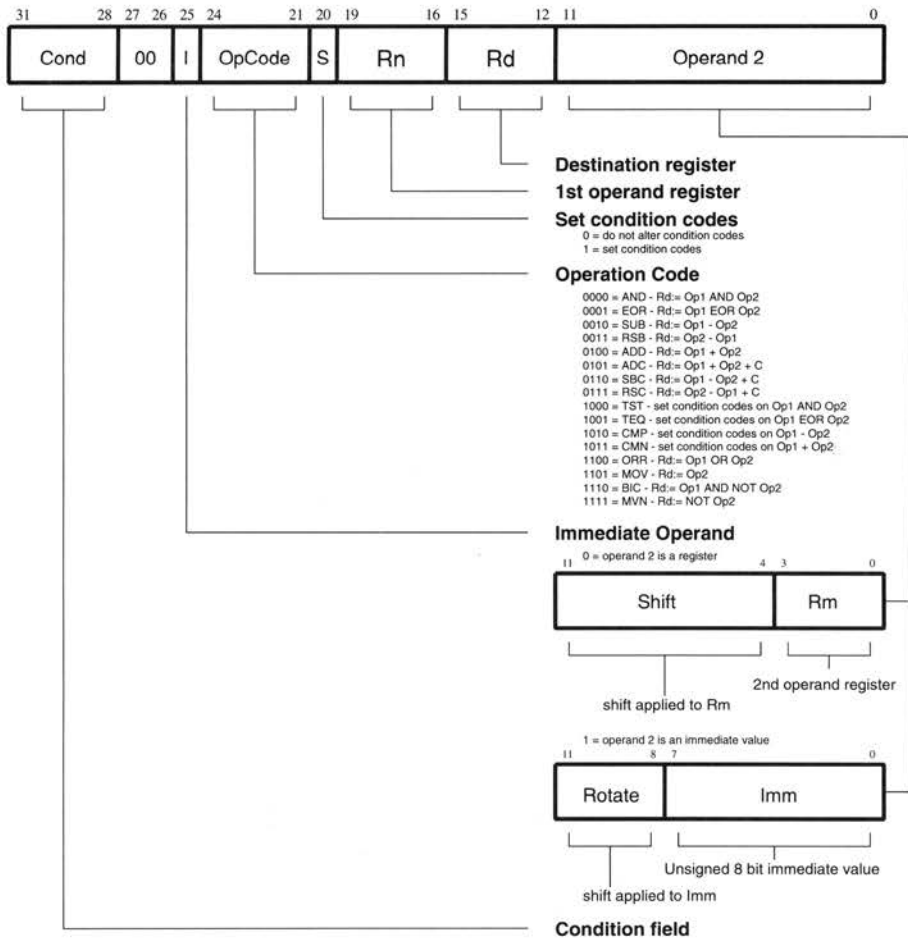 31 28 27 26 25 24 21 20 19 16 15 12 11 0
Cond 00 I OpCode S Rn Rd Operand 2
Destination register
1st operand register
Set condition codes
0 = do not alter condition codes
1 = set condition codes
Operation Code
0000 = AND - Rd:= Op1 AND Op2
0001 = EOR - Rd:= Op1 EOR Op2
0010 = SUB - Rd:= Op1 - Op2
0011 = RSB - Rd:= Op2 - Op1
0100 = ADD - Rd:= Op1 + Op2
0101 = ADC - Rd:= Op1 + Op2 + C
0110 = SBC - Rd:= Op1 - Op2 + C
0111 = RSC - Rd:= Op2 - Op1 + C
1000 = TST - set condition codes on Op1 AND Op2
1001 = TEQ - set condition codes on Op1 EOR Op2
1010 = CMP - set condition codes on Op1 - Op2
1011 = CMN - set condition codes on Op1 + Op2
1100 = ORR - Rd:= Op1 OR Op2
1101 = MOV - Rd:= Op2
1110 = BIC - Rd:= Op1 AND NOT Op2
1111 = MVN - Rd:= NOT Op2
Immediate Operand
0 = operand 2 is a register
11 4 3 0
Shift Rm
2nd operand register
shift applied to Rm
1 = operand 2 is an immediate value
11 8 7 0
Rotate Imm
Unsigned 8 bit immediate value
shift applied to Imm
Condition field